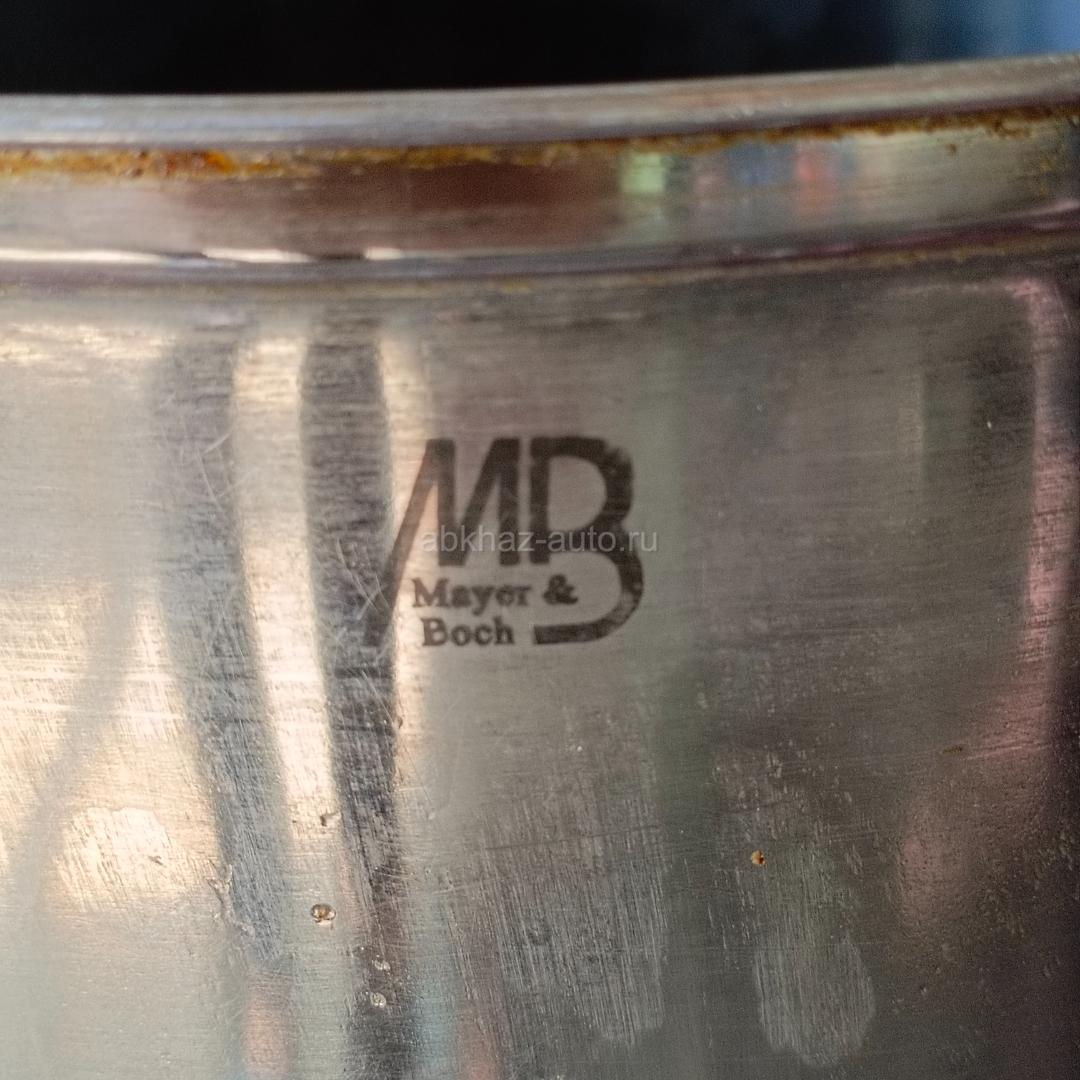 MB
abkhaz-auto.ru
Mayer &
Boch